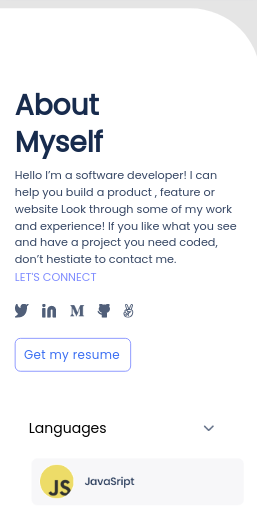 About
Myself
Hello I’m a software developer! I can
help you build a product , feature or
website Look through some of my work
and experience! If you like what you see
and have a project you need coded,
don’t hestiate to contact me.
LET'S CONNECT
Get my resume
Languages
JS JavaSript